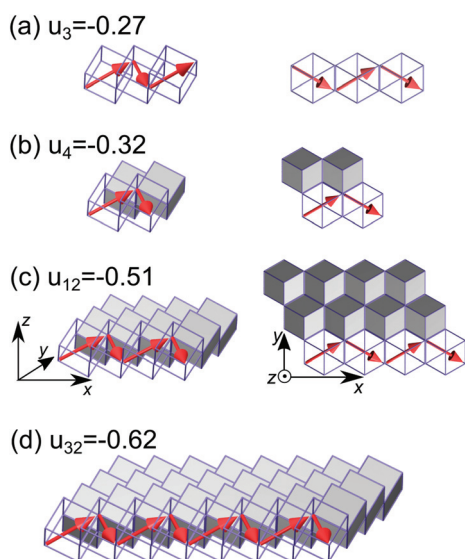 (a) u₃=-0.27
(b) u₄=-0.32
(c) u₁₂=-0.51
z
y
x
y
z
x
(d) u₃₂=-0.62